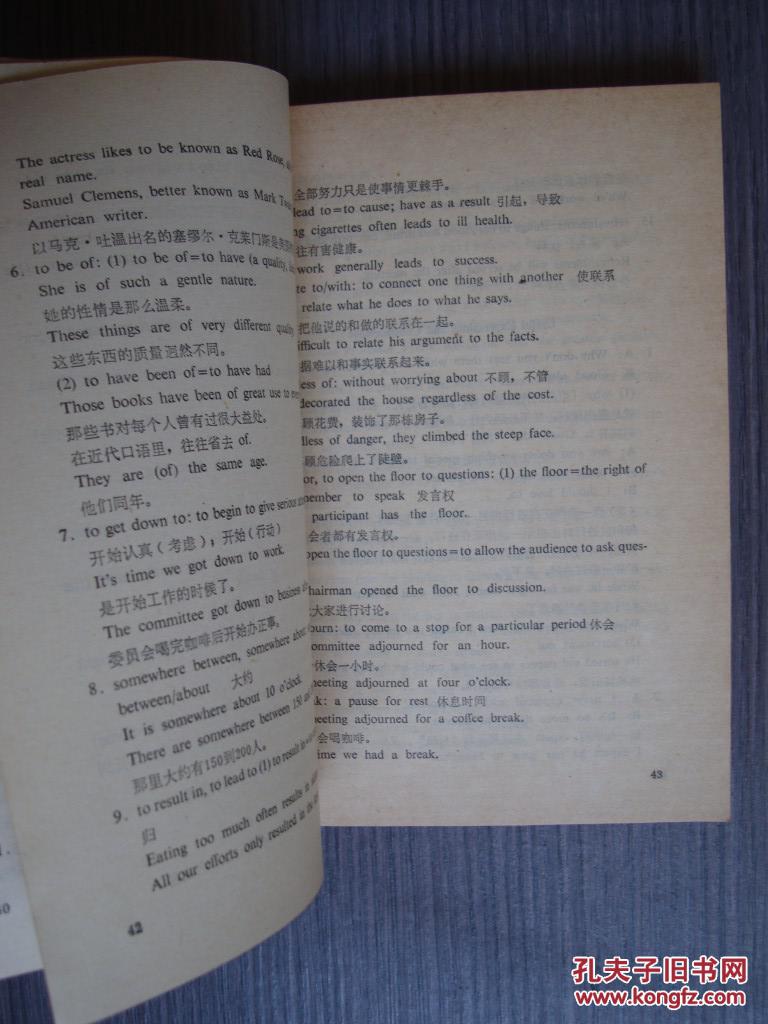 The actress likes to be known as Red Rose,
real name.
Samuel Clemens, better known as Mark
American writer.
以马克·吐温出名的塞缪尔·克莱门斯是
6. to be of: (1) to be of=to have (a quality,
She is of such a gentle nature.
她的性情是那么温柔。
These things are of very different quality
这些东西的质量迥然不同。
(2) to have been of=to have had
Those books have been of great use to
那些书对每个人曾有过很大益处。
在近代口语里，往往省去 of.
They are (of) the same age.
他们同年。
7. to get down to: to begin to give serious
开始认真（考虑），开始（行动）
It's time we got down to work.
是开始工作的时候了。
The committee got down to business
委员会喝完咖啡后开始办正事。
8. somewhere between, somewhere about
between/about 大约
It is somewhere about 10 o'clock.
There are somewhere between 150
那里大约有150到200人。
9. to result in, to lead to (1) to result in
归
Eating too much often results in
All our efforts only resulted in
42
全部努力只是使事情更棘手。
lead to=to cause; have as a result 引起，导致
ng cigarettes often leads to ill health.
往有害健康。
work generally leads to success.
te to/with: to connect one thing with another 使联系
relate what he does to what he says.
把他说的和做的联系在一起。
ifficult to relate his argument to the facts.
据难以和事实联系起来。
ess of: without worrying about 不顾，不管
decorated the house regardless of the cost.
顾花费，装饰了那栋房子。
dless of danger, they climbed the steep face.
顾危险爬上了陡壁。
or, to open the floor to questions: (1) the floor=the right of
member to speak 发言权
participant has the floor.
会者都有发言权。
open the floor to questions=to allow the audience to ask ques-
hairman opened the floor to discussion.
大家进行讨论。
ourn: to come to a stop for a particular period 休会
ommittee adjourned for an hour.
休会一小时。
neeting adjourned at four o'clock.
ak: a pause for rest 休息时间
neeting adjourned for a coffee break.
会喝咖啡。
time we had a break.
43
孔夫子旧书网
www.kongfz.com